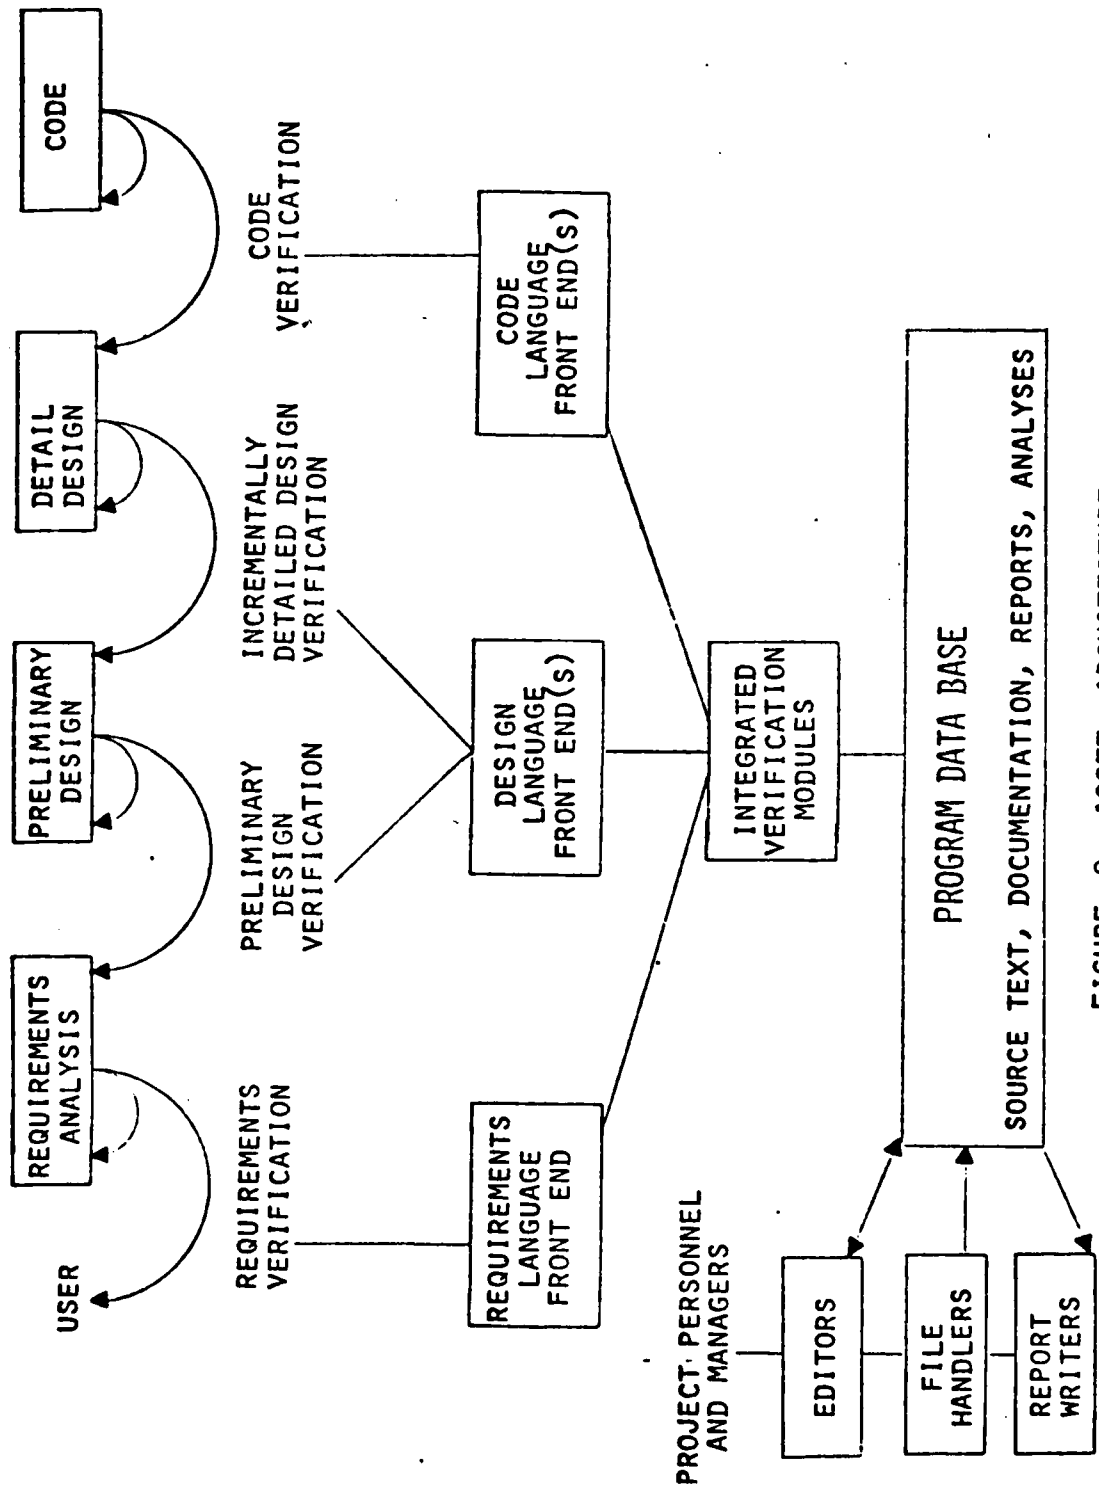 USER
REQUIREMENTS
ANALYSIS
PRELIMINARY
DESIGN
DETAIL
DESIGN
CODE
REQUIREMENTS
VERIFICATION
PRELIMINARY
DESIGN
VERIFICATION
INCREMENTALLY
DETAILED DESIGN
VERIFICATION
CODE
VERIFICATION
REQUIREMENTS
LANGUAGE
FRONT END
DESIGN
LANGUAGE
FRONT END(S)
CODE
LANGUAGE
FRONT END(S)
PROJECT PERSONNEL
AND MANAGERS
INTEGRATED
VERIFICATION
MODULES
EDITORS
FILE
HANDLERS
REPORT
WRITERS
PROGRAM DATA BASE
SOURCE TEXT, DOCUMENTATION, REPORTS, ANALYSES
FIGURE